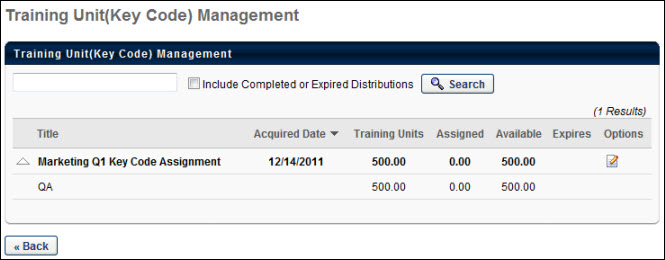 Training Unit(Key Code) Management
Training Unit(Key Code) Management
Include Completed or Expired Distributions Search
(1 Results)
Title Acquired Date Training Units Assigned Available Expires Options
Marketing Q1 Key Code Assignment 12/14/2011 500.00 0.00 500.00
QA 500.00 0.00 500.00
« Back